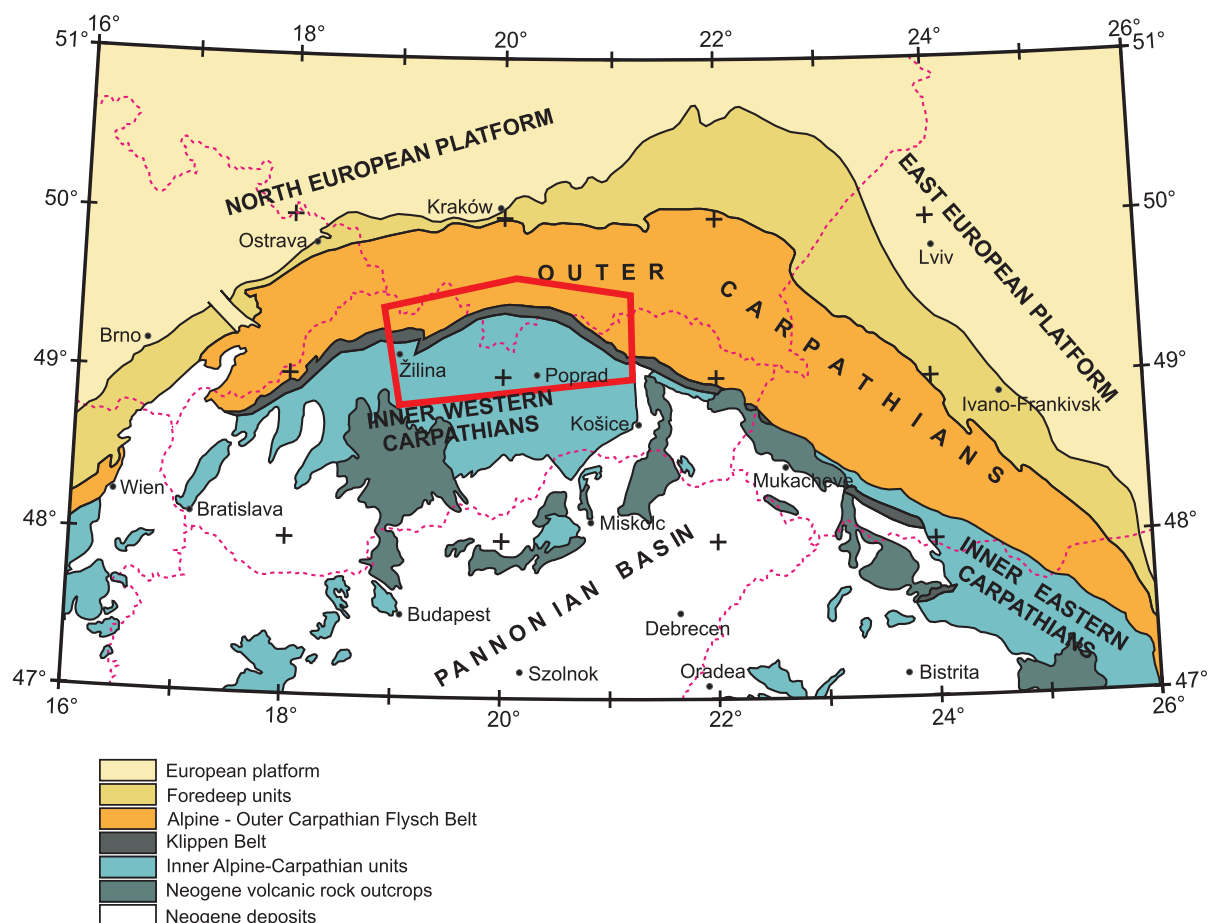 16°
18°
20°
22°
24°
26°
51°
51°
NORTH EUROPEAN PLATFORM
EAST EUROPEAN PLATFORM
50°
50°
Kraków
Ostrava
Lviv
OUTER CARPATHIANS
Brno
49°
49°
Žilina
Poprad
Ivano-Frankivsk
INNER WESTERN
CARPATHIANS
Košice
Mukacheve
Wien
Bratislava
Miskolc
48°
48°
PANNONIAN BASIN
INNER EASTERN
CARPATHIANS
Budapest
Debrecen
Szolnok
Oradea
Bistrita
47°
47°
16°
18°
20°
22°
24°
26°
European platform
Foredeep units
Alpine - Outer Carpathian Flysch Belt
Klippen Belt
Inner Alpine-Carpathian units
Neogene volcanic rock outcrops
Neogene deposits